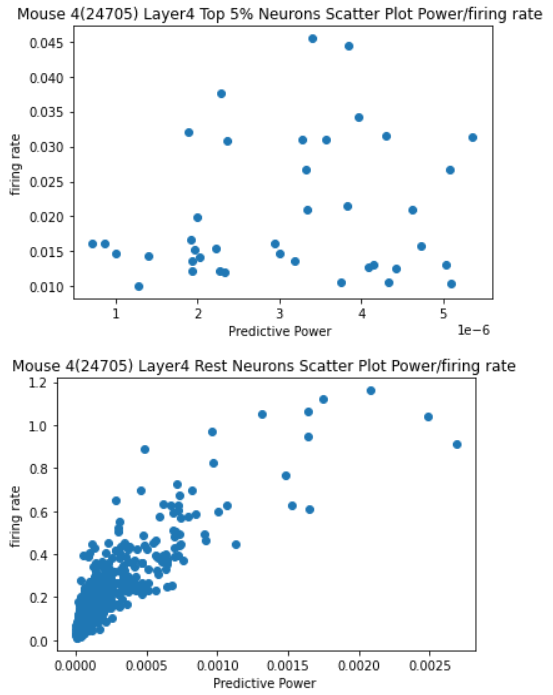 Mouse 4(24705) Layer4 Top 5% Neurons Scatter Plot Power/firing rate
0.045
0.040
0.035
0.030
0.025
0.020
0.015
0.010
firing rate
1 2 3 4 5
1e−6
Predictive Power
Mouse 4(24705) Layer4 Rest Neurons Scatter Plot Power/firing rate
1.2
1.0
0.8
0.6
0.4
0.2
0.0
firing rate
0.0000 0.0005 0.0010 0.0015 0.0020 0.0025
Predictive Power